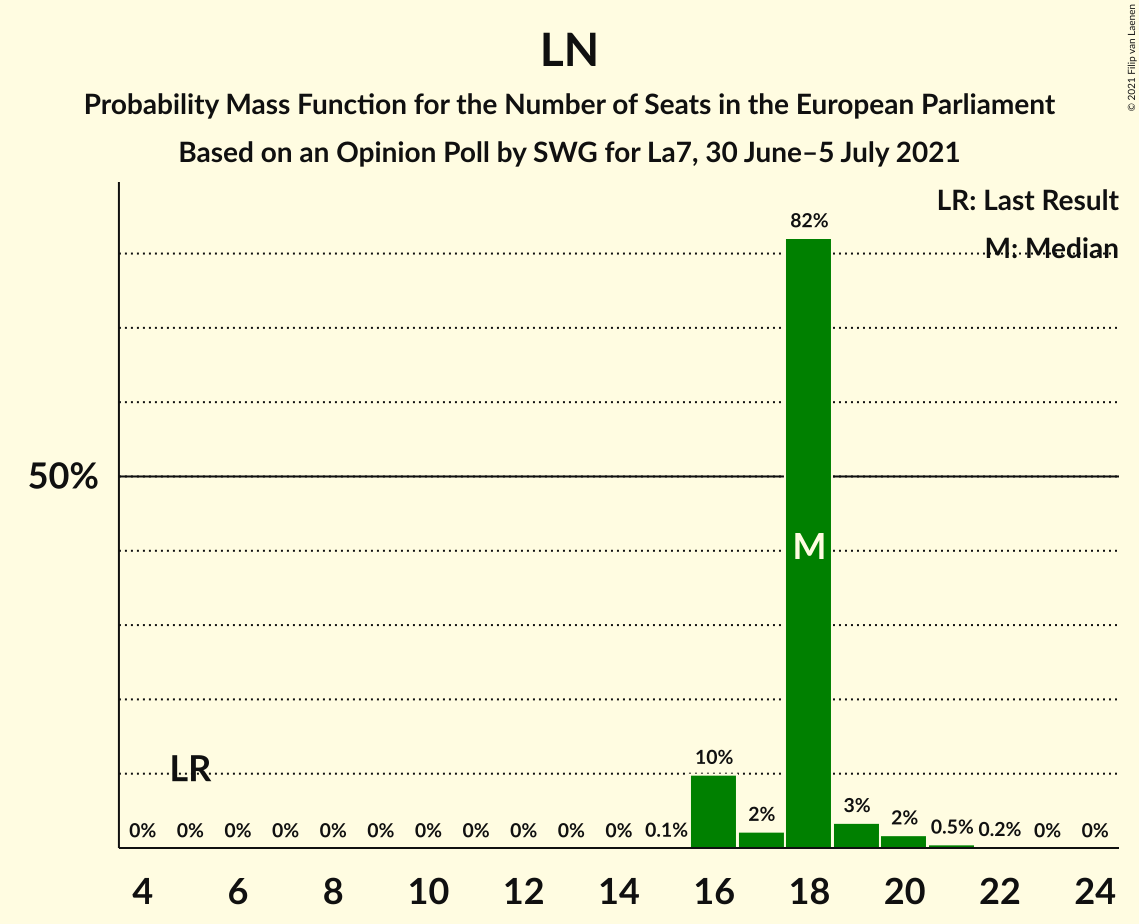 LN
Probability Mass Function for the Number of Seats in the European Parliament
Based on an Opinion Poll by SWG for La7, 30 June–5 July 2021
© 2021 Filip van Laenen
LR: Last Result
M: Median
82%
50%
M
LR
10%
0% 0% 0% 0% 0% 0% 0% 0% 0% 0% 0% 0.1% 2% 3% 2% 0.5% 0.2% 0% 0%
4 6 8 10 12 14 16 18 20 22 24